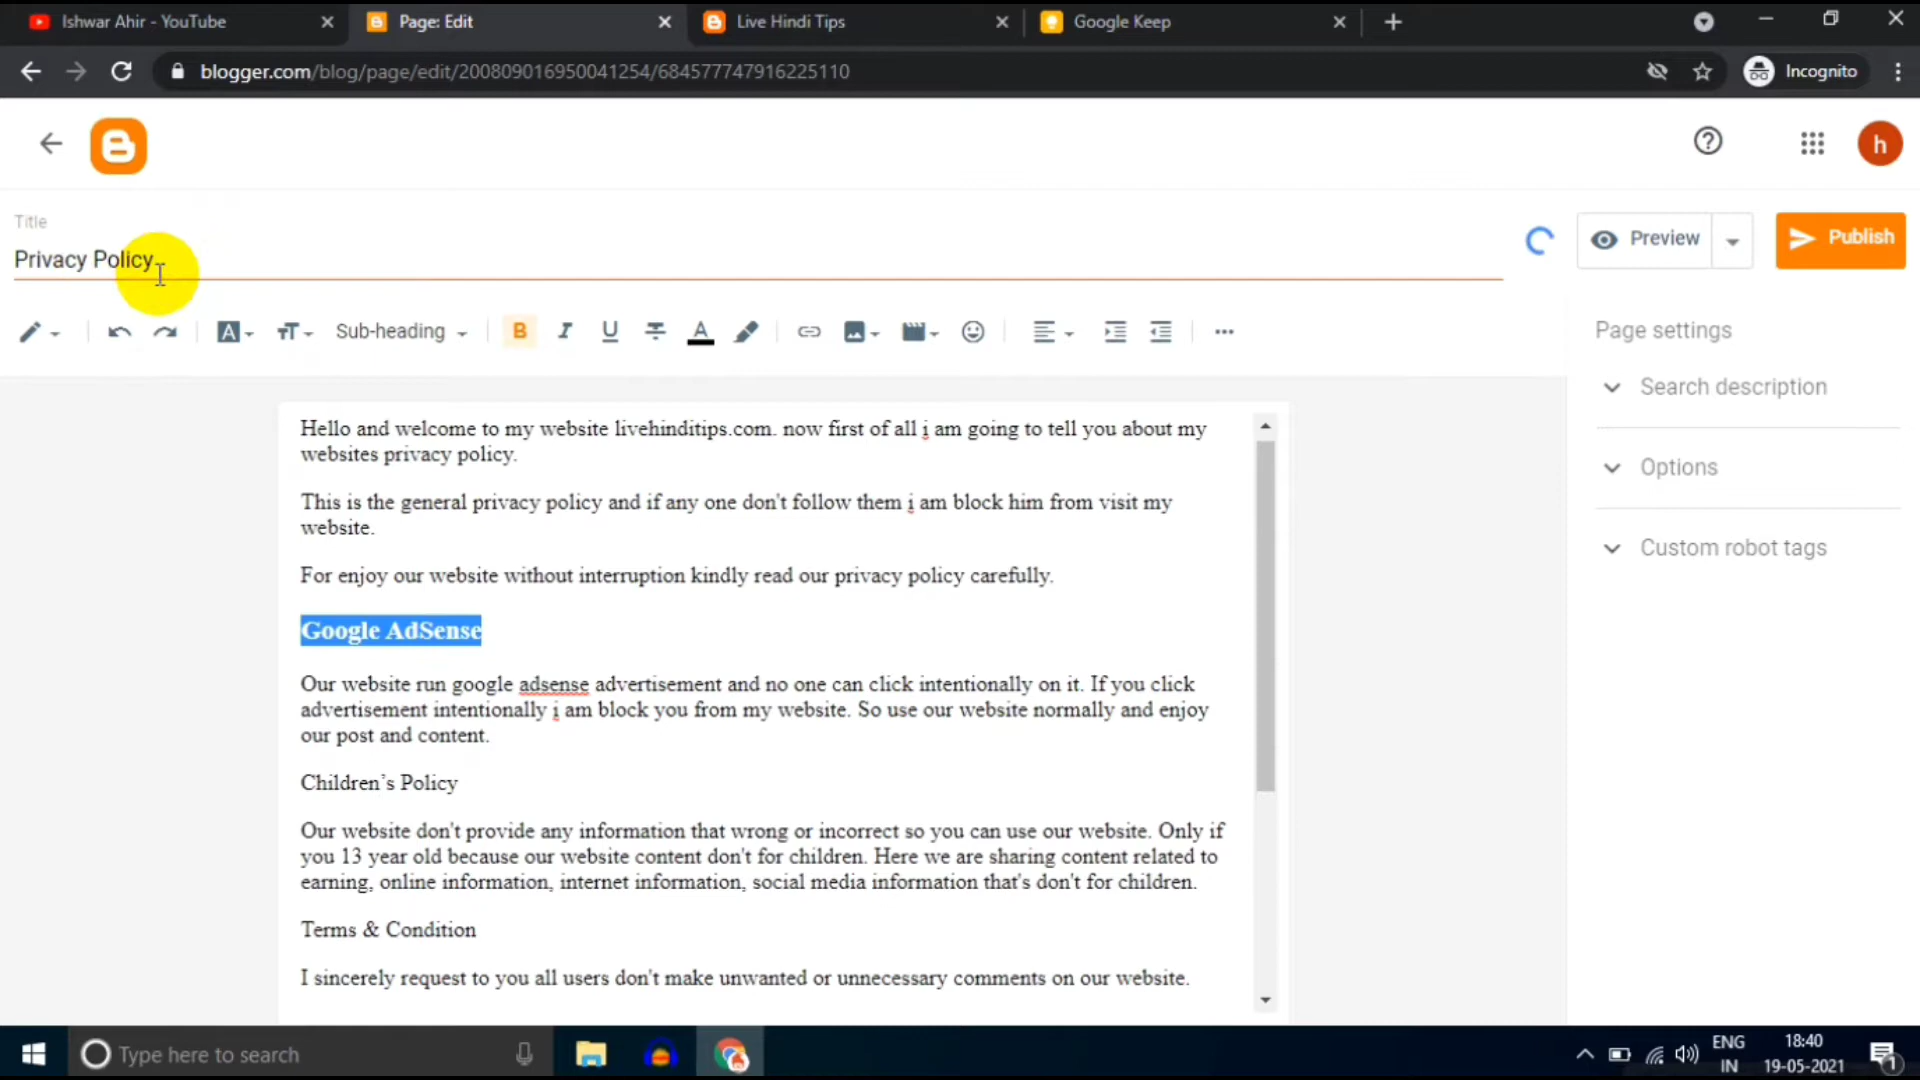 Ishwar Ahir - YouTube
Page: Edit
Live Hindi Tips
Google Keep
blogger.com/blog/page/edit/200809016950041254/684577747916225110
Incognito
h
Title
Privacy Policy
Preview
Publish
Sub-heading
B
I
U
A
Page settings
Search description
Options
Custom robot tags
Hello and welcome to my website livehinditips.com. now first of all i am going to tell you about my
websites privacy policy.
This is the general privacy policy and if any one don't follow them i am block him from visit my
website.
For enjoy our website without interruption kindly read our privacy policy carefully.
Google AdSense
Our website run google adsense advertisement and no one can click intentionally on it. If you click
advertisement intentionally i am block you from my website. So use our website normally and enjoy
our post and content.
Children's Policy
Our website don't provide any information that wrong or incorrect so you can use our website. Only if
you 13 year old because our website content don't for children. Here we are sharing content related to
earning, online information, internet information, social media information that's don't for children.
Terms & Condition
I sincerely request to you all users don't make unwanted or unnecessary comments on our website.
Type here to search
ENG
IN
18:40
19-05-2021
1